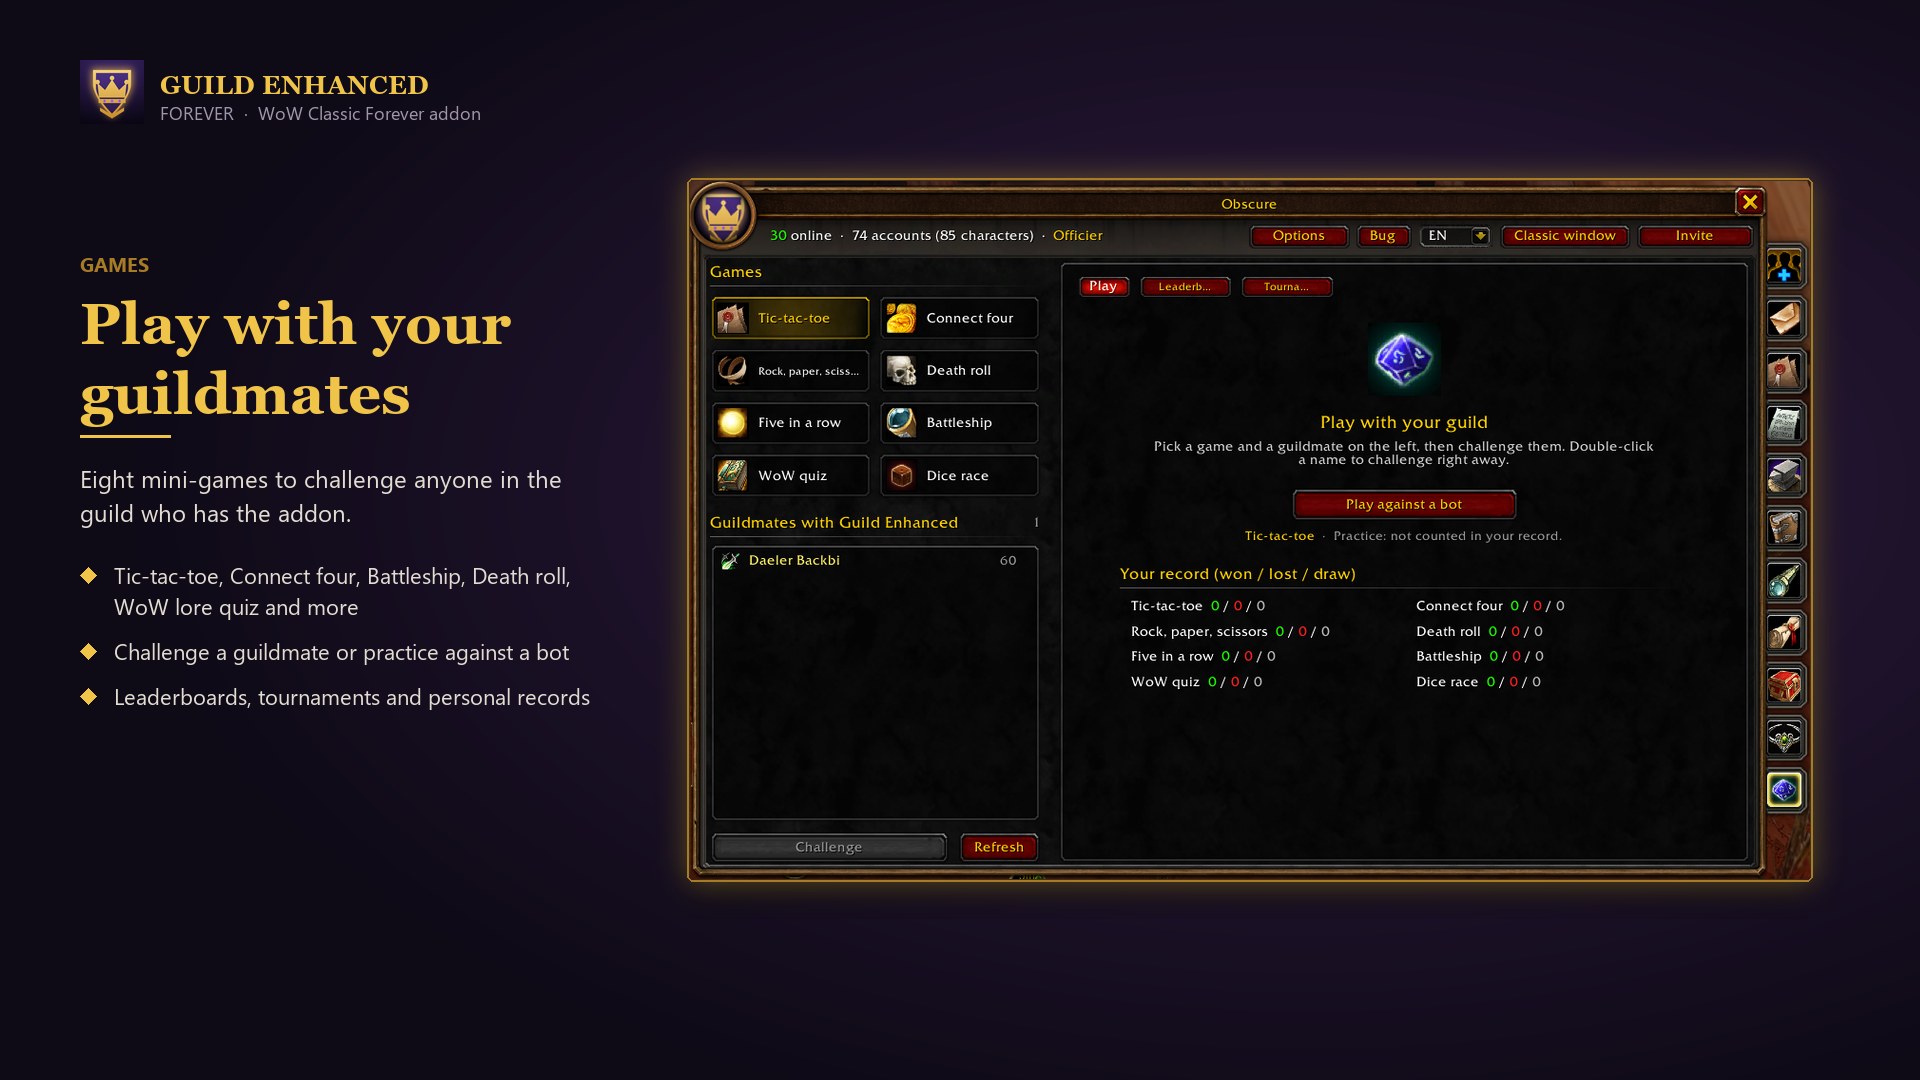 GUILD ENHANCED
FOREVER · WoW Classic Forever addon
GAMES
Play with your
guildmates
Eight mini-games to challenge anyone in the
guild who has the addon.
Tic-tac-toe, Connect four, Battleship, Death roll,
WoW lore quiz and more
Challenge a guildmate or practice against a bot
Leaderboards, tournaments and personal records
Obscure
30 online · 74 accounts (85 characters) · Officier
Options
Bug
EN
Classic window
Invite
Games
Tic-tac-toe
Connect four
Rock, paper, sciss...
Death roll
Five in a row
Battleship
WoW quiz
Dice race
Guildmates with Guild Enhanced 1
Daeler Backbi 60
Challenge
Refresh
Play
Leaderb...
Tourna...
Play with your guild
Pick a game and a guildmate on the left, then challenge them. Double-click
a name to challenge right away.
Play against a bot
Tic-tac-toe · Practice: not counted in your record.
Your record (won / lost / draw)
Tic-tac-toe 0 / 0 / 0
Connect four 0 / 0 / 0
Rock, paper, scissors 0 / 0 / 0
Death roll 0 / 0 / 0
Five in a row 0 / 0 / 0
Battleship 0 / 0 / 0
WoW quiz 0 / 0 / 0
Dice race 0 / 0 / 0